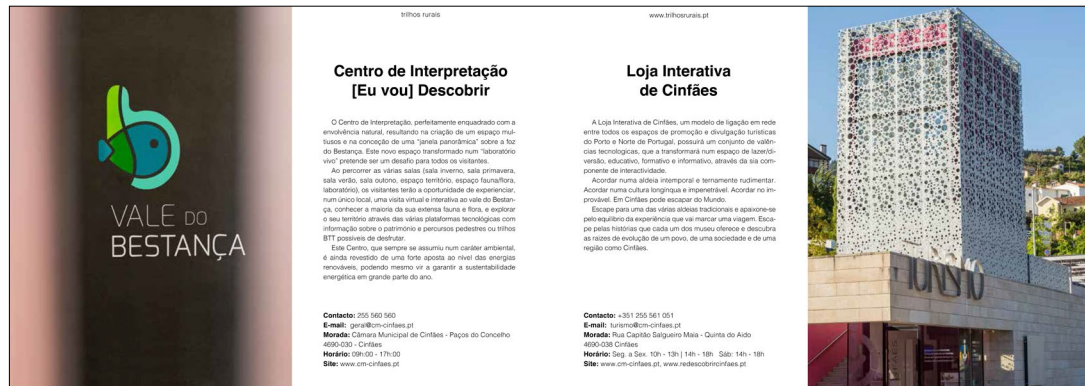 VALE DO
BESTANÇA
trilhos rurais
Centro de Interpretação
[Eu vou] Descobrir
O Centro de Interpretação, perfeitamente enquadrado com a
envolvência natural, resultando na criação de um espaço mul-
tiusos e na conceção de uma "janela panorâmica" sobre a foz
do Bestança. Este novo espaço transformado num "laboratório
vivo" pretende ser um desafio para todos os visitantes.
Ao percorrer as várias salas (sala inverno, sala primavera,
sala verão, sala outono, espaço território, espaço fauna/flora,
laboratório), os visitantes terão a oportunidade de experienciar,
num único local, uma visita virtual e interativa ao vale do Bestan-
ça, conhecer a maioria da sua extensa fauna e flora, e explorar
o seu território através das várias plataformas tecnológicas com
informação sobre o património e percursos pedestres ou trilhos
BTT possíveis de desfrutar.
Este Centro, que sempre se assumiu num caráter ambiental,
é ainda revestido de uma forte aposta ao nível das energias
renováveis, podendo mesmo vir a garantir a sustentabilidade
energética em grande parte do ano.
Contacto: 255 560 560
E-mail: geral@cm-cinfaes.pt
Morada: Câmara Municipal de Cinfães - Paços do Concelho
4690-030 - Cinfães
Horário: 09h:00 - 17h:00
Site: www.cm-cinfaes.pt
www.trilhosrurais.pt
Loja Interativa
de Cinfães
A Loja Interativa de Cinfães, um modelo de ligação em rede
entre todos os espaços de promoção e divulgação turísticas
do Porto e Norte de Portugal, possuirá um conjunto de valên-
cias tecnologicas, que a transformará num espaço de lazer/di-
versão, educativo, formativo e informativo, através da sia com-
ponente de interactividade.
Acordar numa aldeia intemporal e ternamente rudimentar.
Acordar numa cultura longínqua e impenetrável. Acordar no im-
provável. Em Cinfães pode escapar do Mundo.
Escape para uma das várias aldeias tradicionais e apaixone-se
pelo equilíbrio da experiência que vai marcar uma viagem. Esca-
pe pelas histórias que cada um dos museu oferece e descubra
as raízes de evolução de um povo, de uma sociedade e de uma
região como Cinfães.
Contacto: +351 255 561 051
E-mail: turismo@cm-cinfaes.pt
Morada: Rua Capitão Salgueiro Maia - Quinta do Aido
4690-038 Cinfães
Horário: Seg. a Sex. 10h - 13h | 14h - 18h Sáb: 14h - 18h
Site: www.cm-cinfaes.pt, www.redescobrircinfaes.pt
TURISMO